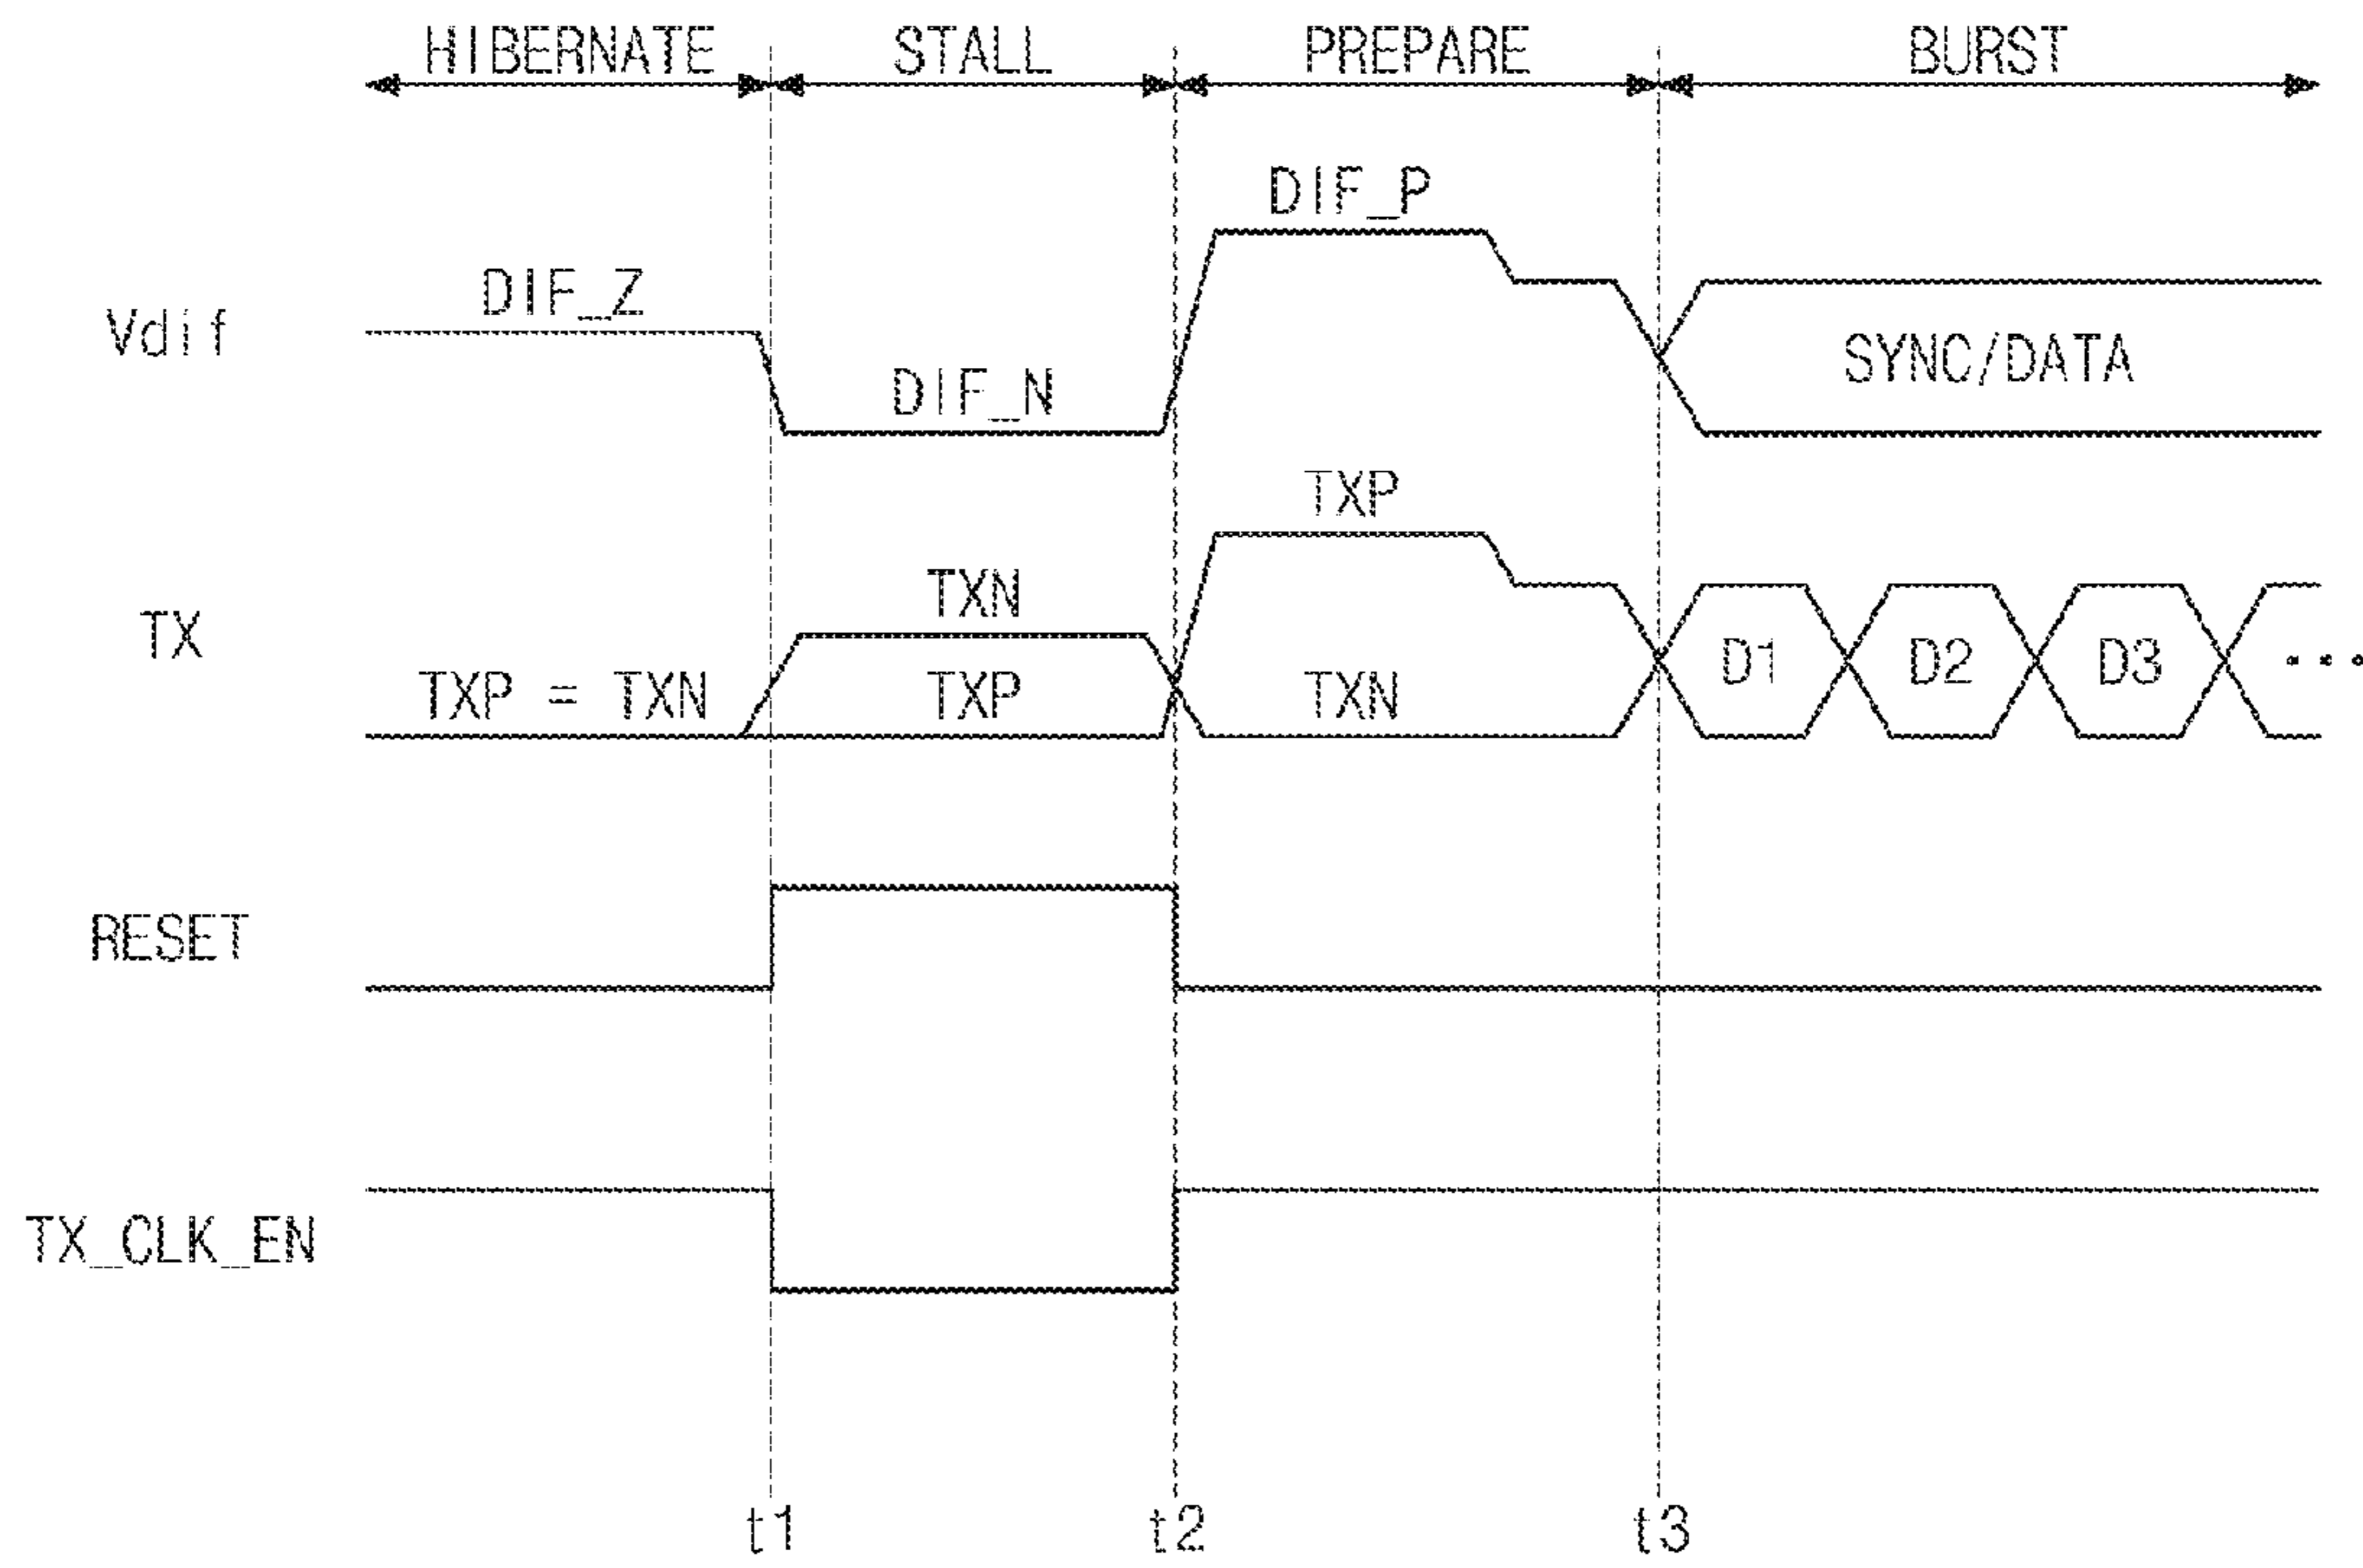 HIBERNATE STALL PREPARE BURST
DIF_P
DIF_Z
Vdif
SYNC/DATA
DIF_N
TXP
TXN
TX
D1 D2 D3 ...
TXP = TXN TXP TXN
RESET
TX_CLK_EN
t1 t2 t3